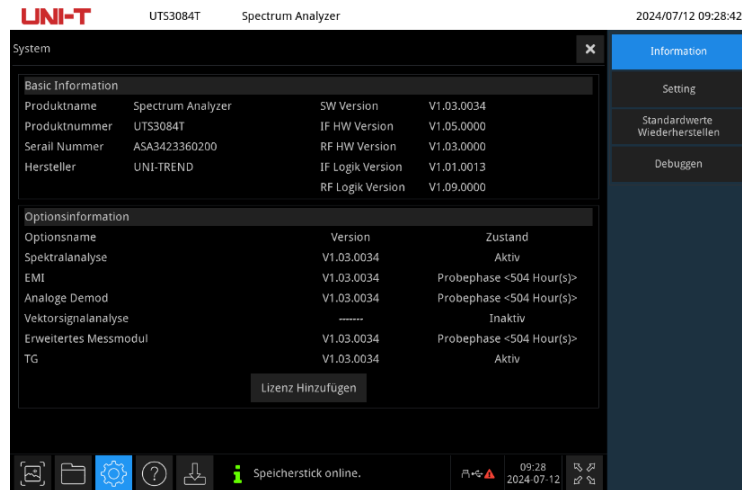 UNI-T UTS3084T Spectrum Analyzer 2024/07/12 09:28:42
System
Information
Basic Information
Setting
Produktname Spectrum Analyzer SW Version V1.03.0034
Produktnummer UTS3084T IF HW Version V1.05.0000
Standardwerte
Wiederherstellen
Serail Nummer ASA3423360200 RF HW Version V1.03.0000
Hersteller UNI-TREND IF Logik Version V1.01.0013
Debuggen
RF Logik Version V1.09.0000
Optionsinformation
Optionsname Version Zustand
Spektralanalyse V1.03.0034 Aktiv
EMI V1.03.0034 Probephase <504 Hour(s)>
Analoge Demod V1.03.0034 Probephase <504 Hour(s)>
Vektorsignalanalyse ------- Inaktiv
Erweitertes Messmodul V1.03.0034 Probephase <504 Hour(s)>
TG V1.03.0034 Aktiv
Lizenz Hinzufügen
Speicherstick online.
09:28
2024-07-12